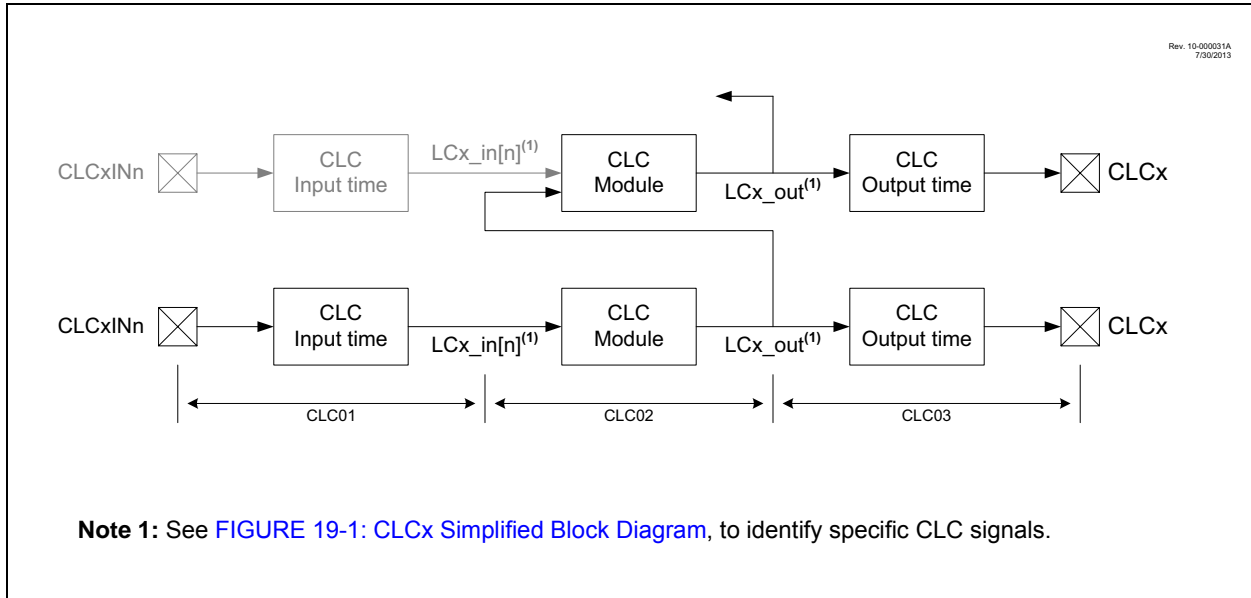 Rev. 10-000031A
7/30/2013
CLCxINn
CLC
Input time
LCx_in[n](1)
CLC
Module
LCx_out(1)
CLC
Output time
CLCx
CLCxINn
CLC
Input time
LCx_in[n](1)
CLC
Module
LCx_out(1)
CLC
Output time
CLCx
CLC01
CLC02
CLC03
Note 1: See FIGURE 19-1: CLCx Simplified Block Diagram, to identify specific CLC signals.